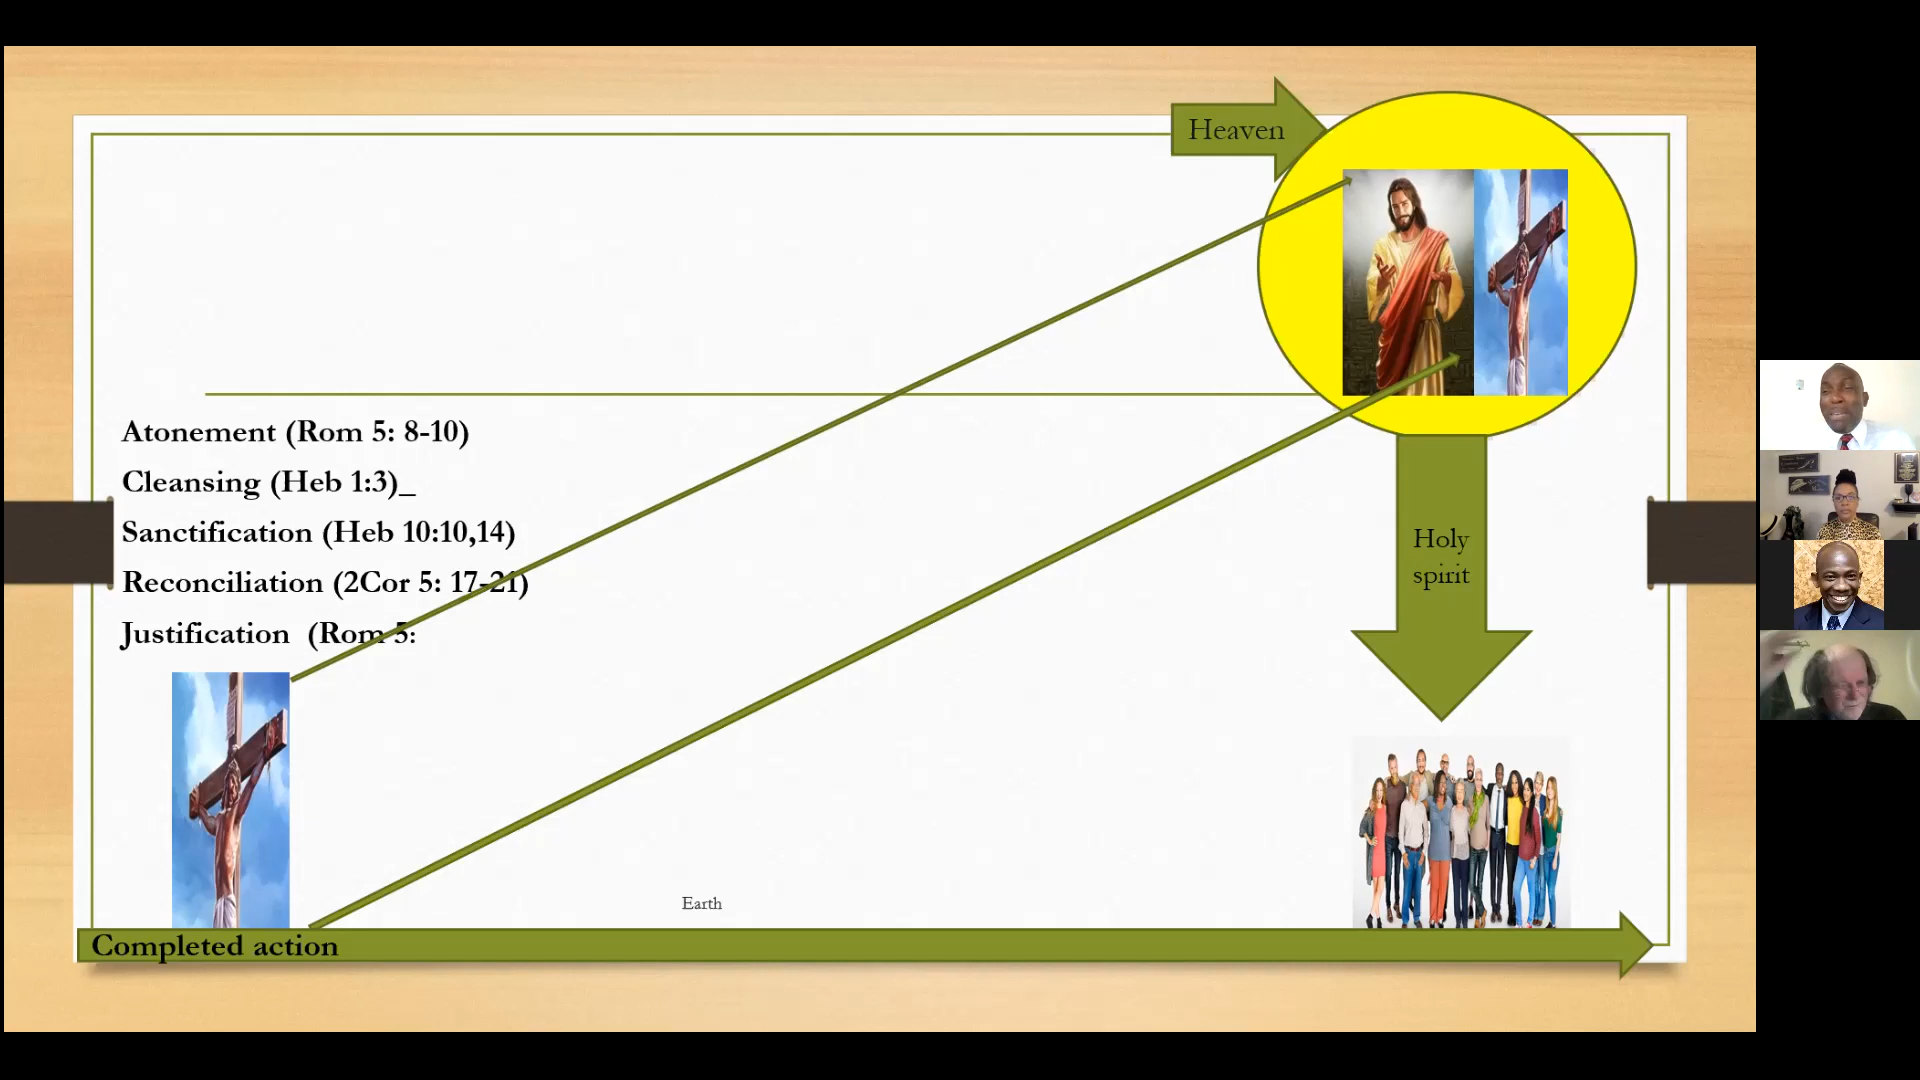 Heaven
Atonement (Rom 5: 8-10)
Cleansing (Heb 1:3)_
Sanctification (Heb 10:10,14)
Reconciliation (2Cor 5: 17-21)
Justification  (Rom 5:
Holy
spirit
Earth
Completed action